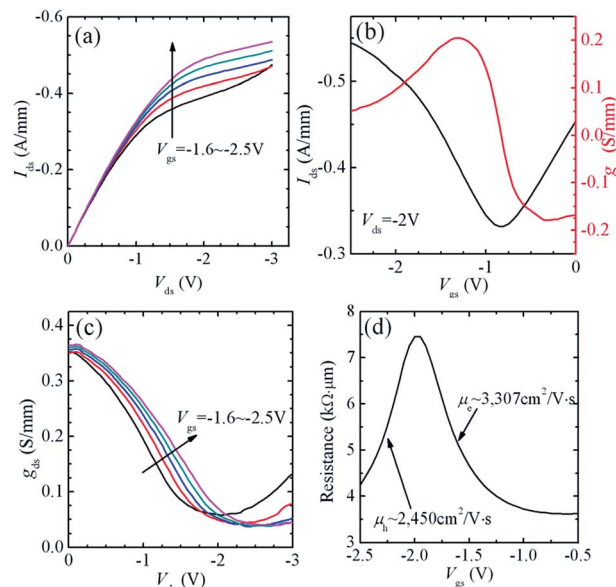 (a)
-0.6
-0.4
-0.2
0.0
I_ds (A/mm)
V_gs=-1.6~-2.5V
0 -1 -2 -3
V_ds (V)
(b)
-0.5
-0.4
-0.3
I_ds (A/mm)
0.2
0.1
0.0
-0.1
-0.2
g (S/mm)
V_ds=-2V
-2 -1 0
V_gs (V)
(c)
0.4
0.3
0.2
0.1
0.0
g_ds (S/mm)
V_gs=-1.6~-2.5V
0 -1 -2 -3
(V)
(d)
8
7
6
5
4
3
2
Resistance (kΩ·μm)
μ_e~3,307cm²/V·s
μ_h~2,450cm²/V·s
-2.5 -2.0 -1.5 -1.0 -0.5
V_gs (V)